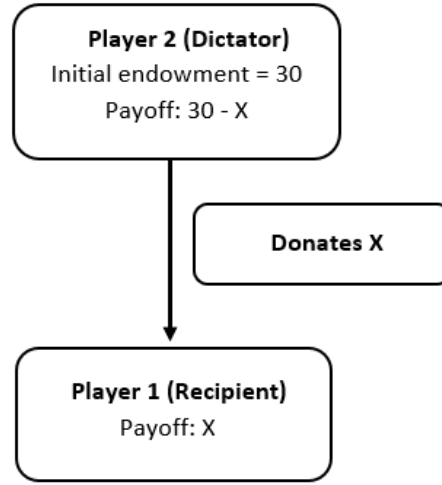 Player 2 (Dictator)
Initial endowment = 30
Payoff: 30 - X
Donates X
Player 1 (Recipient)
Payoff: X